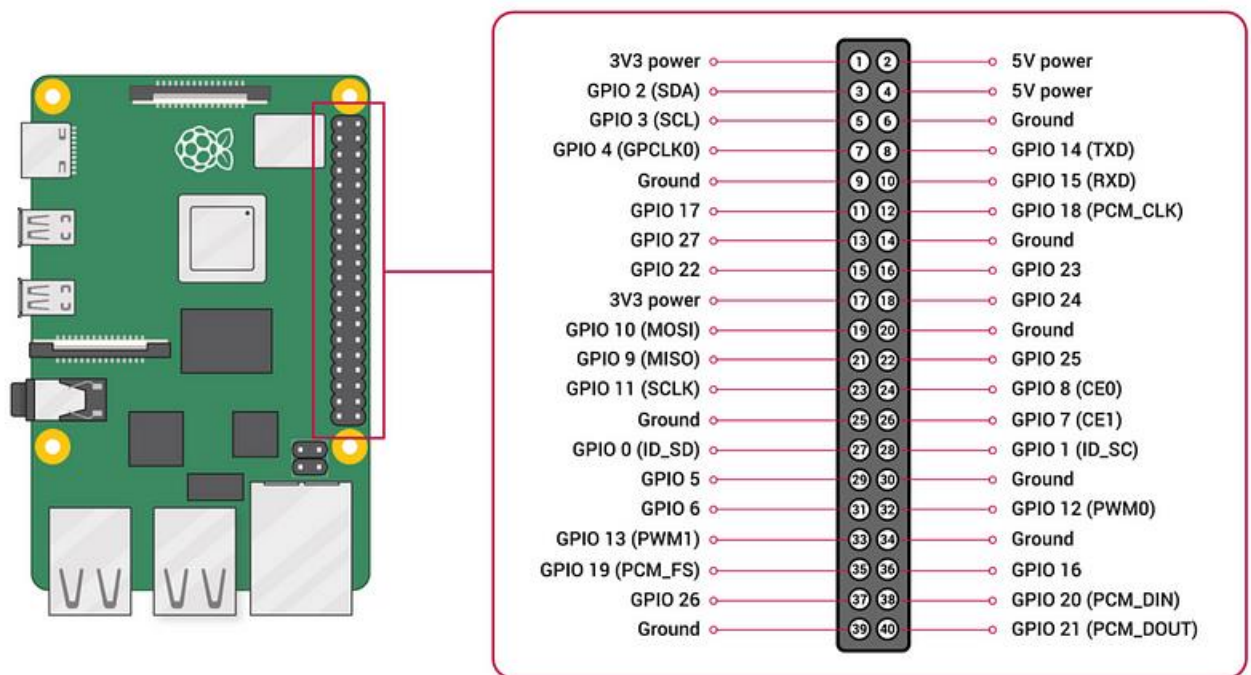 3V3 power 1 2 5V power
GPIO 2 (SDA) 3 4 5V power
GPIO 3 (SCL) 5 6 Ground
GPIO 4 (GPCLK0) 7 8 GPIO 14 (TXD)
Ground 9 10 GPIO 15 (RXD)
GPIO 17 11 12 GPIO 18 (PCM_CLK)
GPIO 27 13 14 Ground
GPIO 22 15 16 GPIO 23
3V3 power 17 18 GPIO 24
GPIO 10 (MOSI) 19 20 Ground
GPIO 9 (MISO) 21 22 GPIO 25
GPIO 11 (SCLK) 23 24 GPIO 8 (CE0)
Ground 25 26 GPIO 7 (CE1)
GPIO 0 (ID_SD) 27 28 GPIO 1 (ID_SC)
GPIO 5 29 30 Ground
GPIO 6 31 32 GPIO 12 (PWM0)
GPIO 13 (PWM1) 33 34 Ground
GPIO 19 (PCM_FS) 35 36 GPIO 16
GPIO 26 37 38 GPIO 20 (PCM_DIN)
Ground 39 40 GPIO 21 (PCM_DOUT)